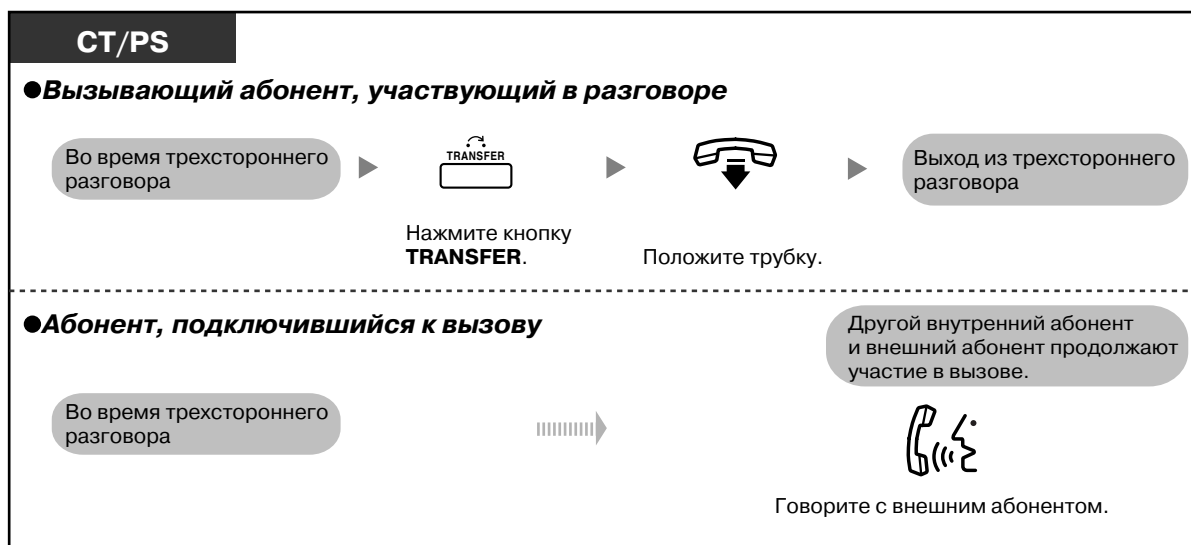 CT/PS
●Вызывающий абонент, участвующий в разговоре
Во время трехстороннего
разговора
TRANSFER
Нажмите кнопку
TRANSFER.
Положите трубку.
Выход из трехстороннего
разговора
●Абонент, подключившийся к вызову
Во время трехстороннего
разговора
Другой внутренний абонент
и внешний абонент продолжают
участие в вызове.
Говорите с внешним абонентом.